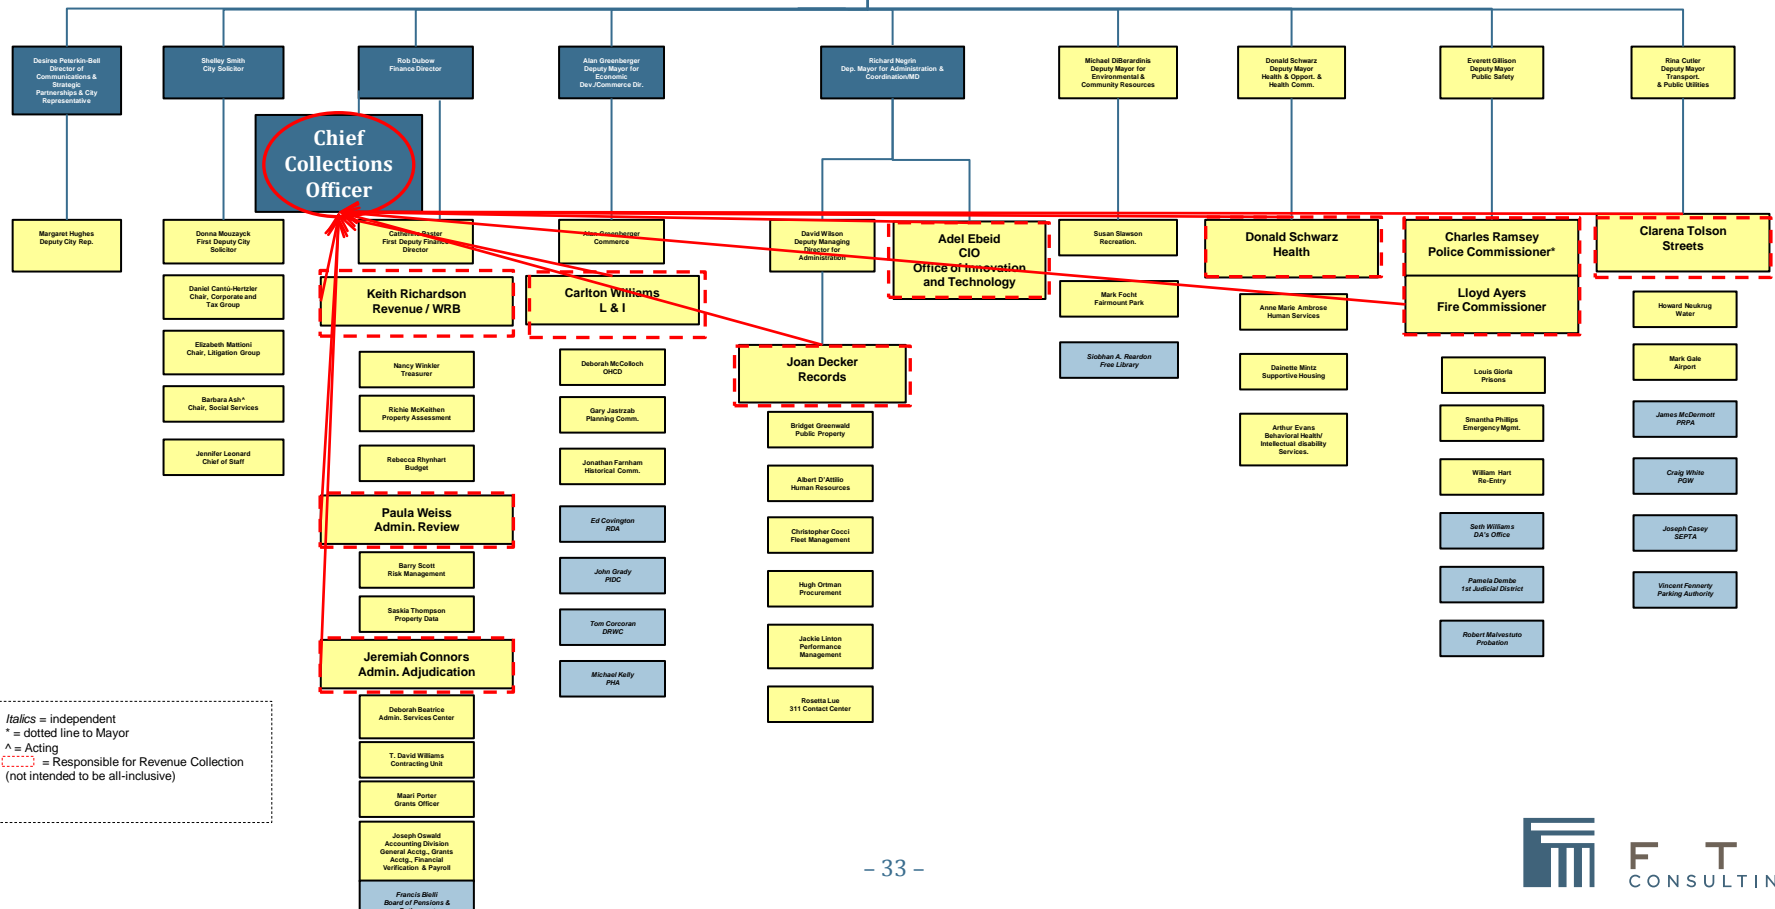 Desiree Peterkin-Bell
Director of
Communications &
Strategic
Partnerships & City
Representative
Shelley Smith
City Solicitor
Rob Dubow
Finance Director
Alan Greenberger
Deputy Mayor for
Economic
Dev./Commerce Dir.
Richard Negrin
Dep. Mayor for Administration &
Coordination/MD
Michael DiBerardinis
Deputy Mayor for
Environmental &
Community Resources
Donald Schwarz
Deputy Mayor
Health & Opport. &
Health Comm.
Everett Gillison
Deputy Mayor
Public Safety
Rina Cutler
Deputy Mayor
Transport.
& Public Utilities
Chief
Collections
Officer
Margaret Hughes
Deputy City Rep.
Donna Mouzayck
First Deputy City
Solicitor
Daniel Cantú-Hertzler
Chair, Corporate and
Tax Group
Elizabeth Mattioni
Chair, Litigation Group
Barbara Ash^
Chair, Social Services
Jennifer Leonard
Chief of Staff
Catherine Paster
First Deputy Finance
Director
Keith Richardson
Revenue / WRB
Nancy Winkler
Treasurer
Richie McKeithen
Property Assessment
Rebecca Rhynhart
Budget
Paula Weiss
Admin. Review
Barry Scott
Risk Management
Saskia Thompson
Property Data
Jeremiah Connors
Admin. Adjudication
Deborah Beatrice
Admin. Services Center
T. David Williams
Contracting Unit
Maari Porter
Grants Officer
Joseph Oswald
Accounting Division
General Acctg., Grants
Acctg., Financial
Verification & Payroll
Francis Bielli
Board of Pensions &
Alan Greenberger
Commerce
Carlton Williams
L & I
Deborah McColloch
OHCD
Gary Jastrzab
Planning Comm.
Jonathan Farnham
Historical Comm.
Ed Covington
RDA
John Grady
PIDC
Tom Corcoran
DRWC
Michael Kelly
PHA
David Wilson
Deputy Managing
Director for
Administration
Adel Ebeid
CIO
Office of Innovation
and Technology
Joan Decker
Records
Bridget Greenwald
Public Property
Albert D'Attilio
Human Resources
Christopher Cocci
Fleet Management
Hugh Ortman
Procurement
Jackie Linton
Performance
Management
Rosetta Lue
311 Contact Center
Susan Slawson
Recreation.
Mark Focht
Fairmount Park
Siobhan A. Reardon
Free Library
Donald Schwarz
Health
Anne Marie Ambrose
Human Services
Dainette Mintz
Supportive Housing
Arthur Evans
Behavioral Health/
Intellectual disability
Services.
Charles Ramsey
Police Commissioner*
Lloyd Ayers
Fire Commissioner
Louis Giorla
Prisons
Smantha Phillips
Emergency Mgmt.
William Hart
Re-Entry
Seth Williams
DA's Office
Pamela Dembe
1st Judicial District
Robert Malvestuto
Probation
Clarena Tolson
Streets
Howard Neukrug
Water
Mark Gale
Airport
James McDermott
PRPA
Craig White
PGW
Joseph Casey
SEPTA
Vincent Fennerty
Parking Authority
Italics = independent
* = dotted line to Mayor
^ = Acting
= Responsible for Revenue Collection
(not intended to be all-inclusive)
– 33 –
F T
CONSULTIN